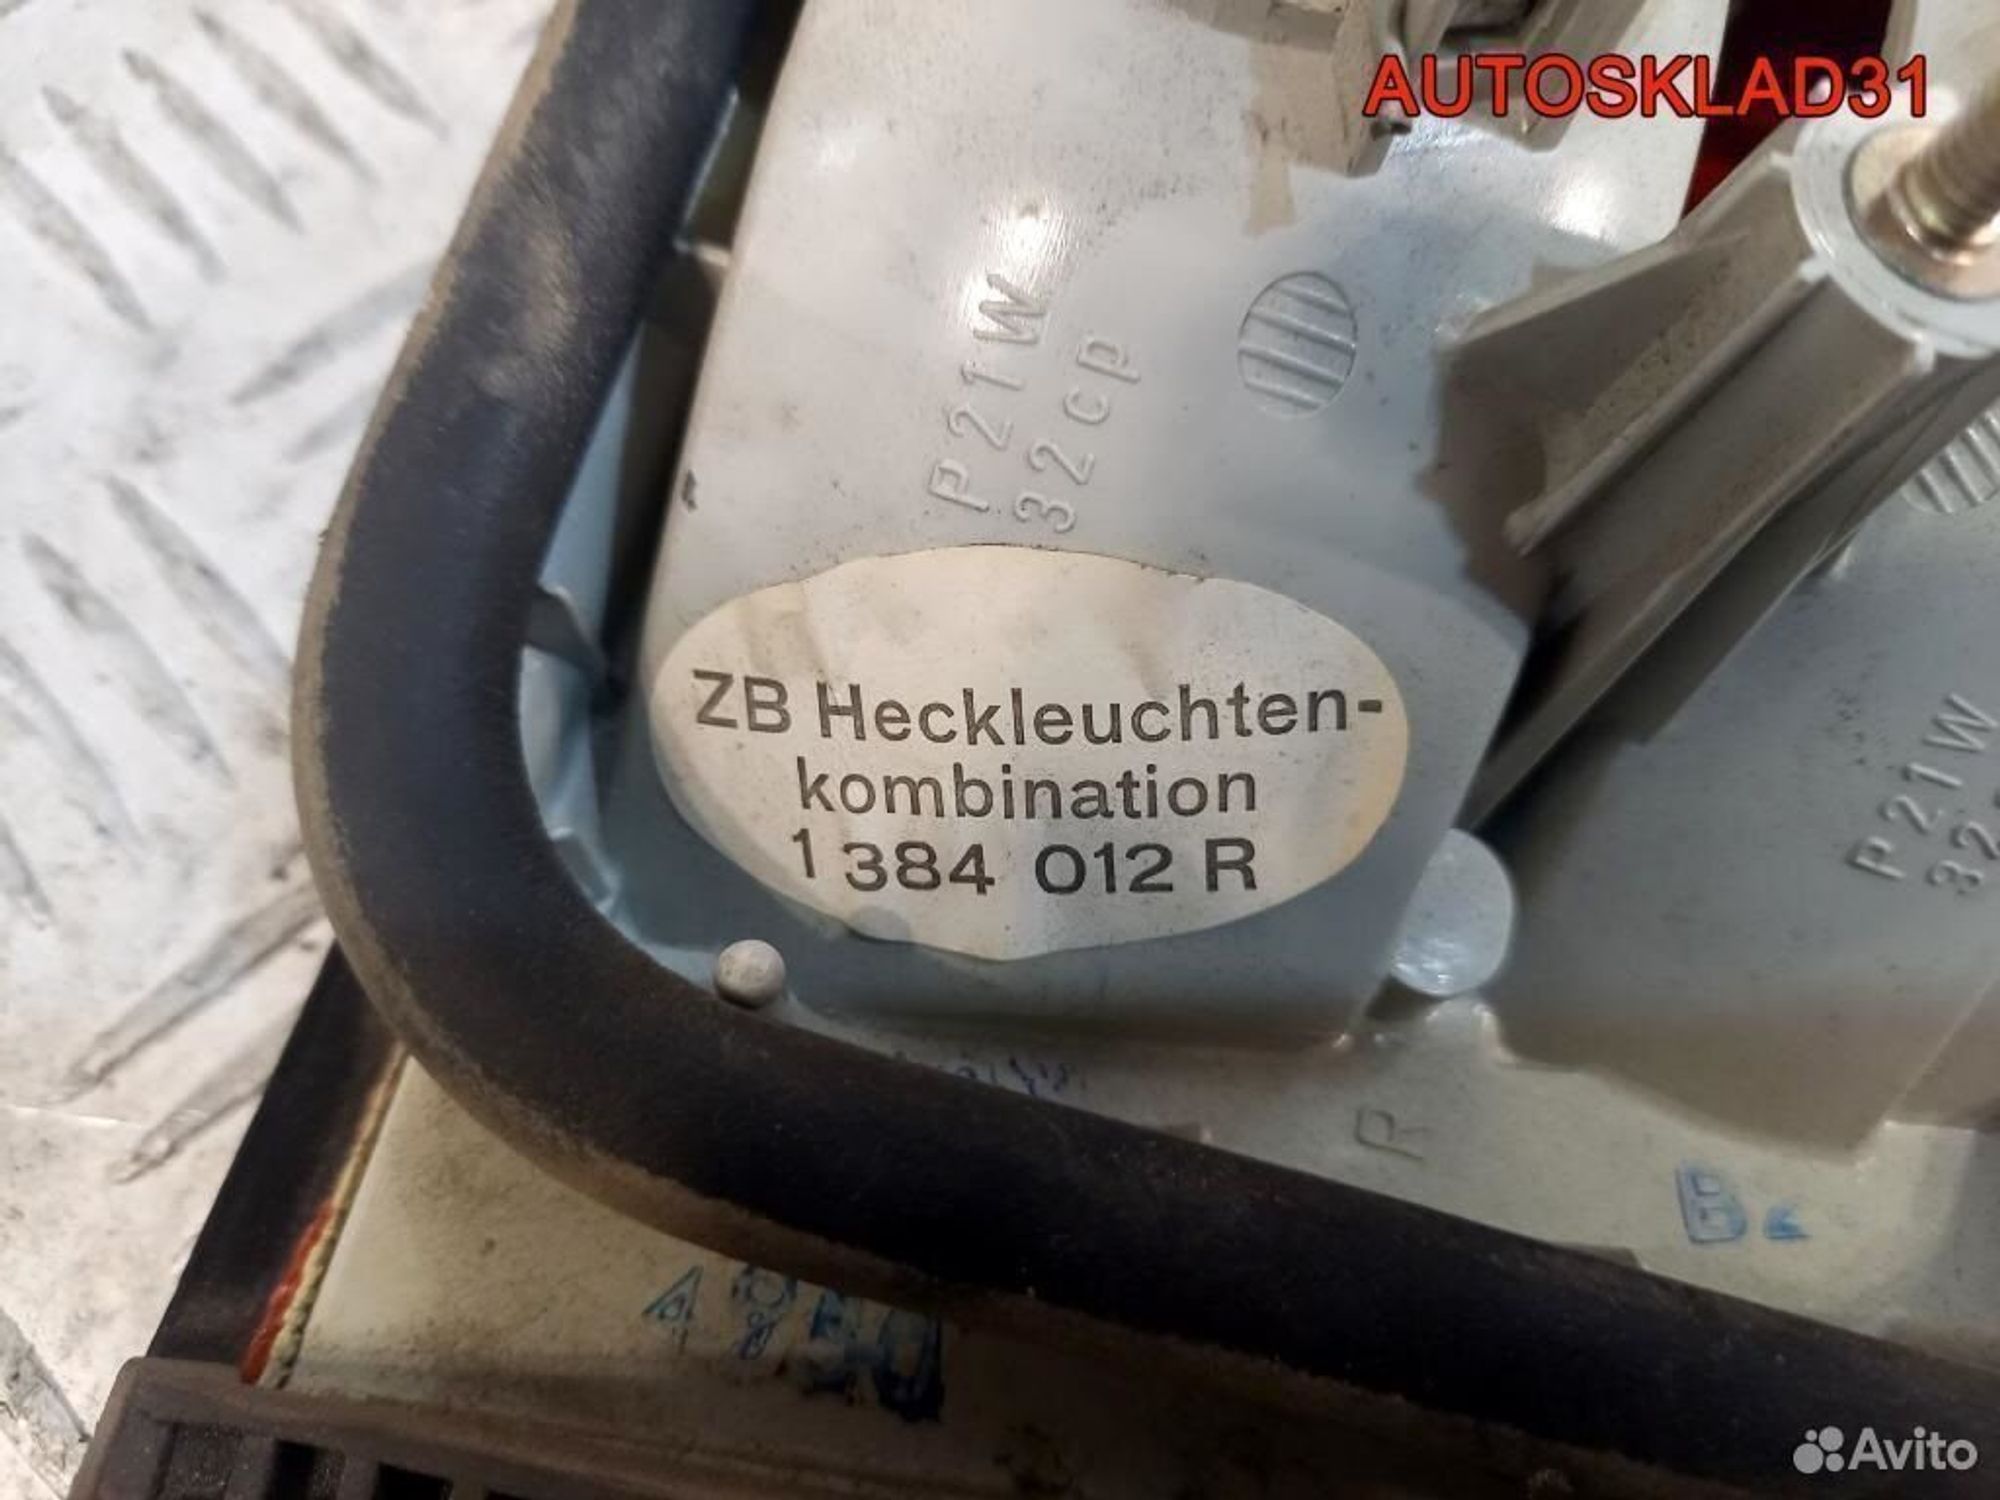 AUTOSKLAD31
P21W
32cp
ZB Heckleuchten-
kombination
1 384 012 R
P21W
R
Avito